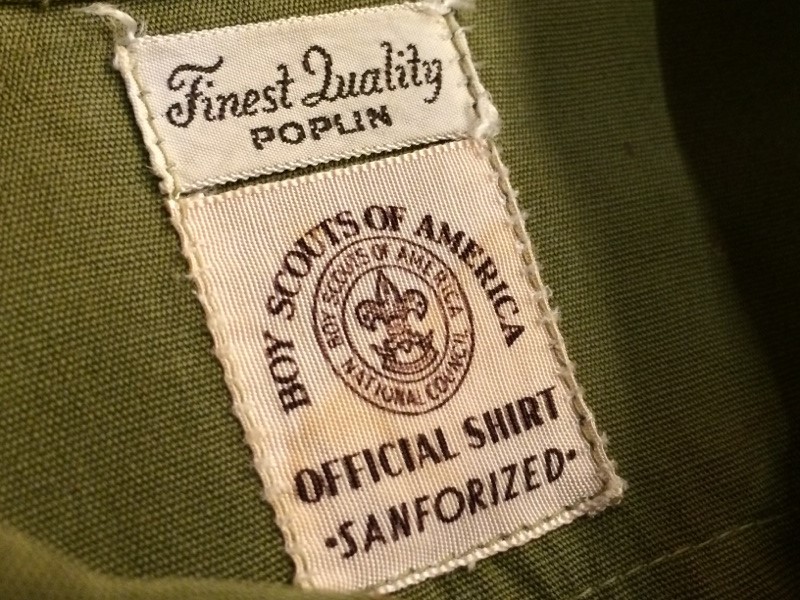 Finest Quality
POPLIN
BOY SCOUTS OF AMERICA
BOY SCOUTS OF AMERICA
NATIONAL COUNCIL
OFFICIAL SHIRT
•SANFORIZED•